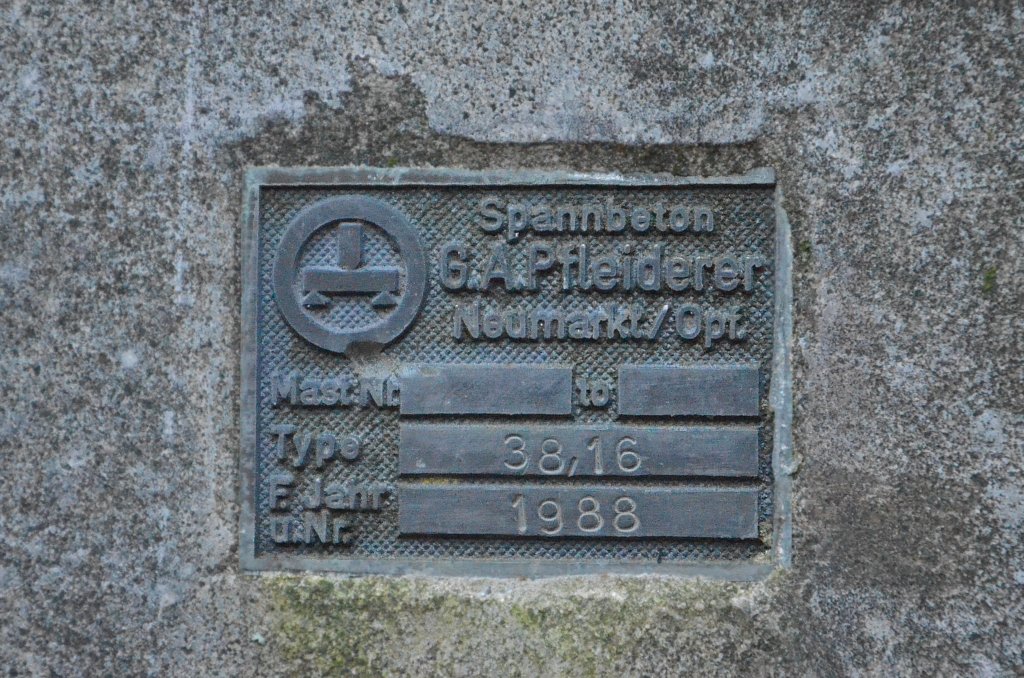 Spannbeton
G.A.Pfleiderer
Neumarkt/Opf.
Mast.Nr. to
Type 38,16
F. Jahr
u.Nr. 1988